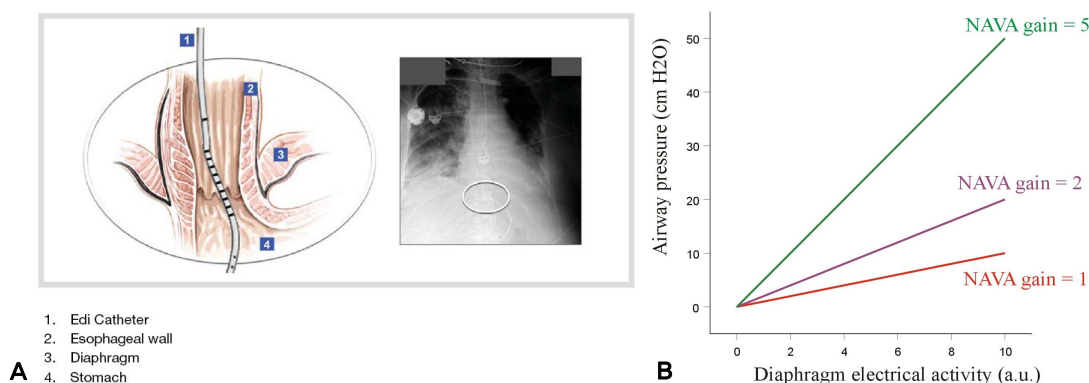 1
2
3
4
1. Edi Catheter
2. Esophageal wall
3. Diaphragm
4. Stomach
A
NAVA gain = 5
50
40
30
20
10
0
Airway pressure (cm H2O)
NAVA gain = 2
NAVA gain = 1
0 2 4 6 8 10
Diaphragm electrical activity (a.u.)
B